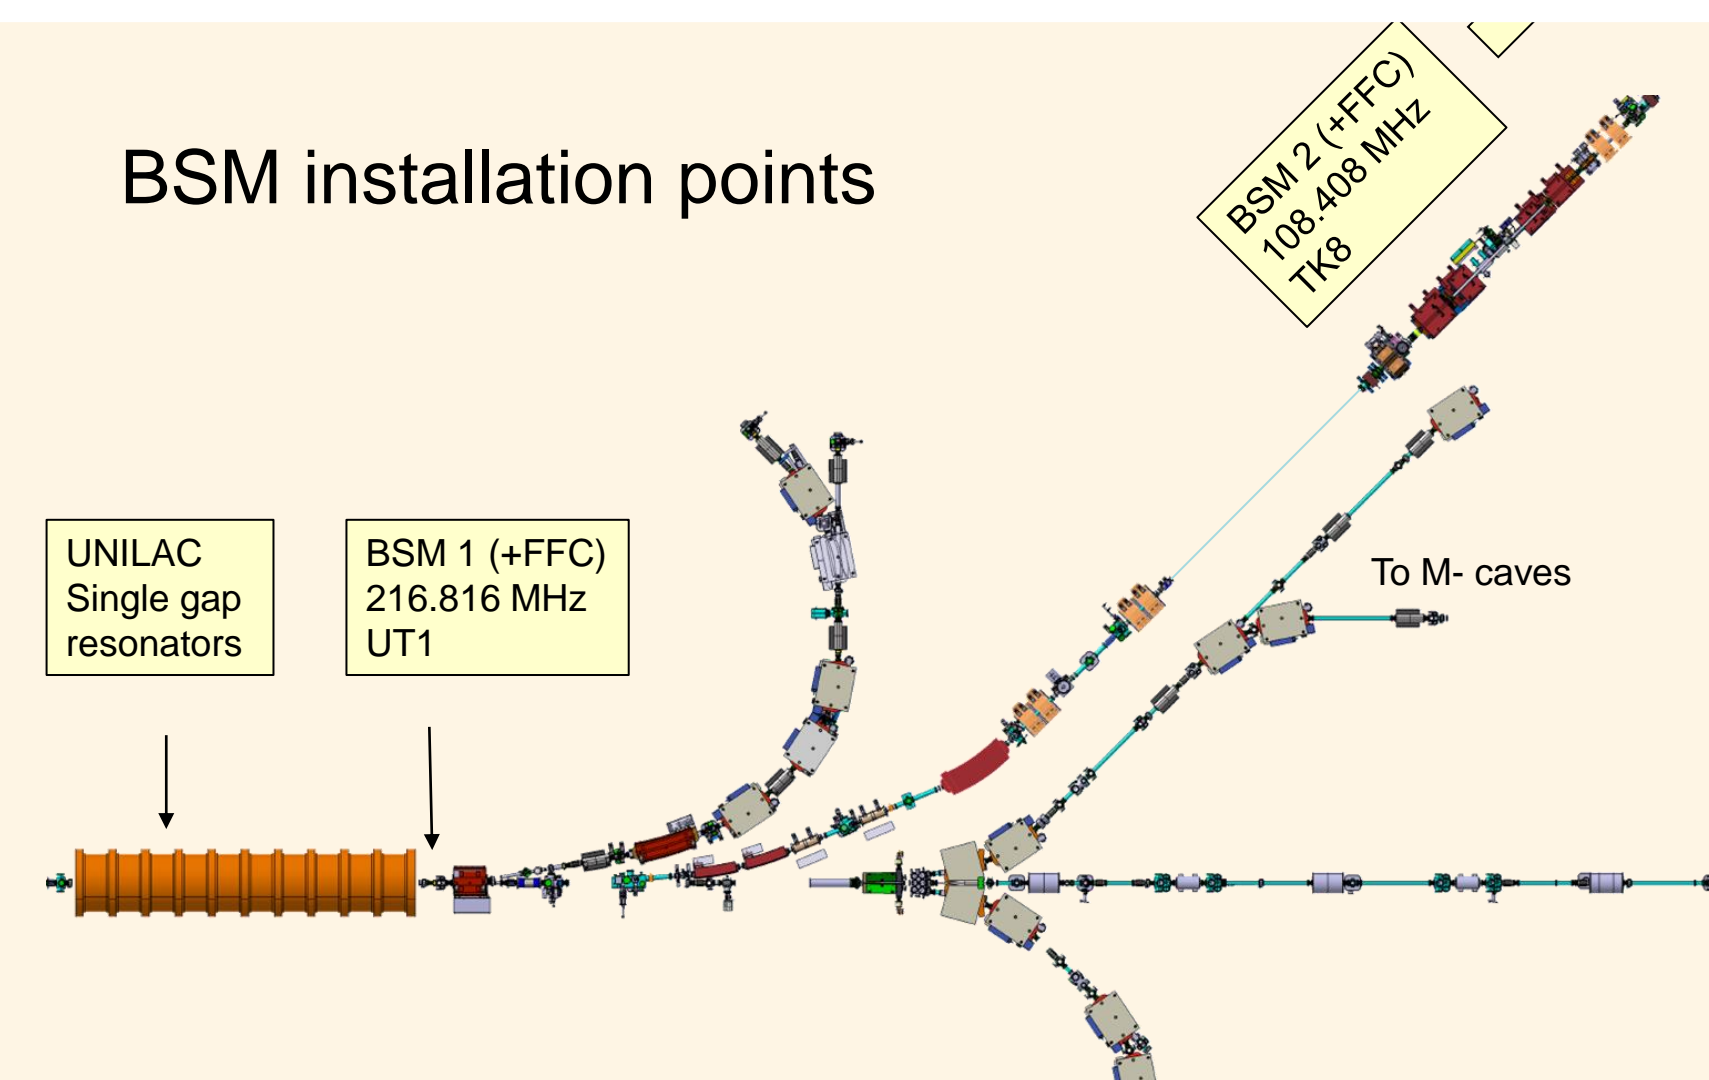 BSM installation points
BSM 2 (+FFC)
108.408 MHz
TK8
UNILAC
Single gap
resonators
BSM 1 (+FFC)
216.816 MHz
UT1
To M- caves